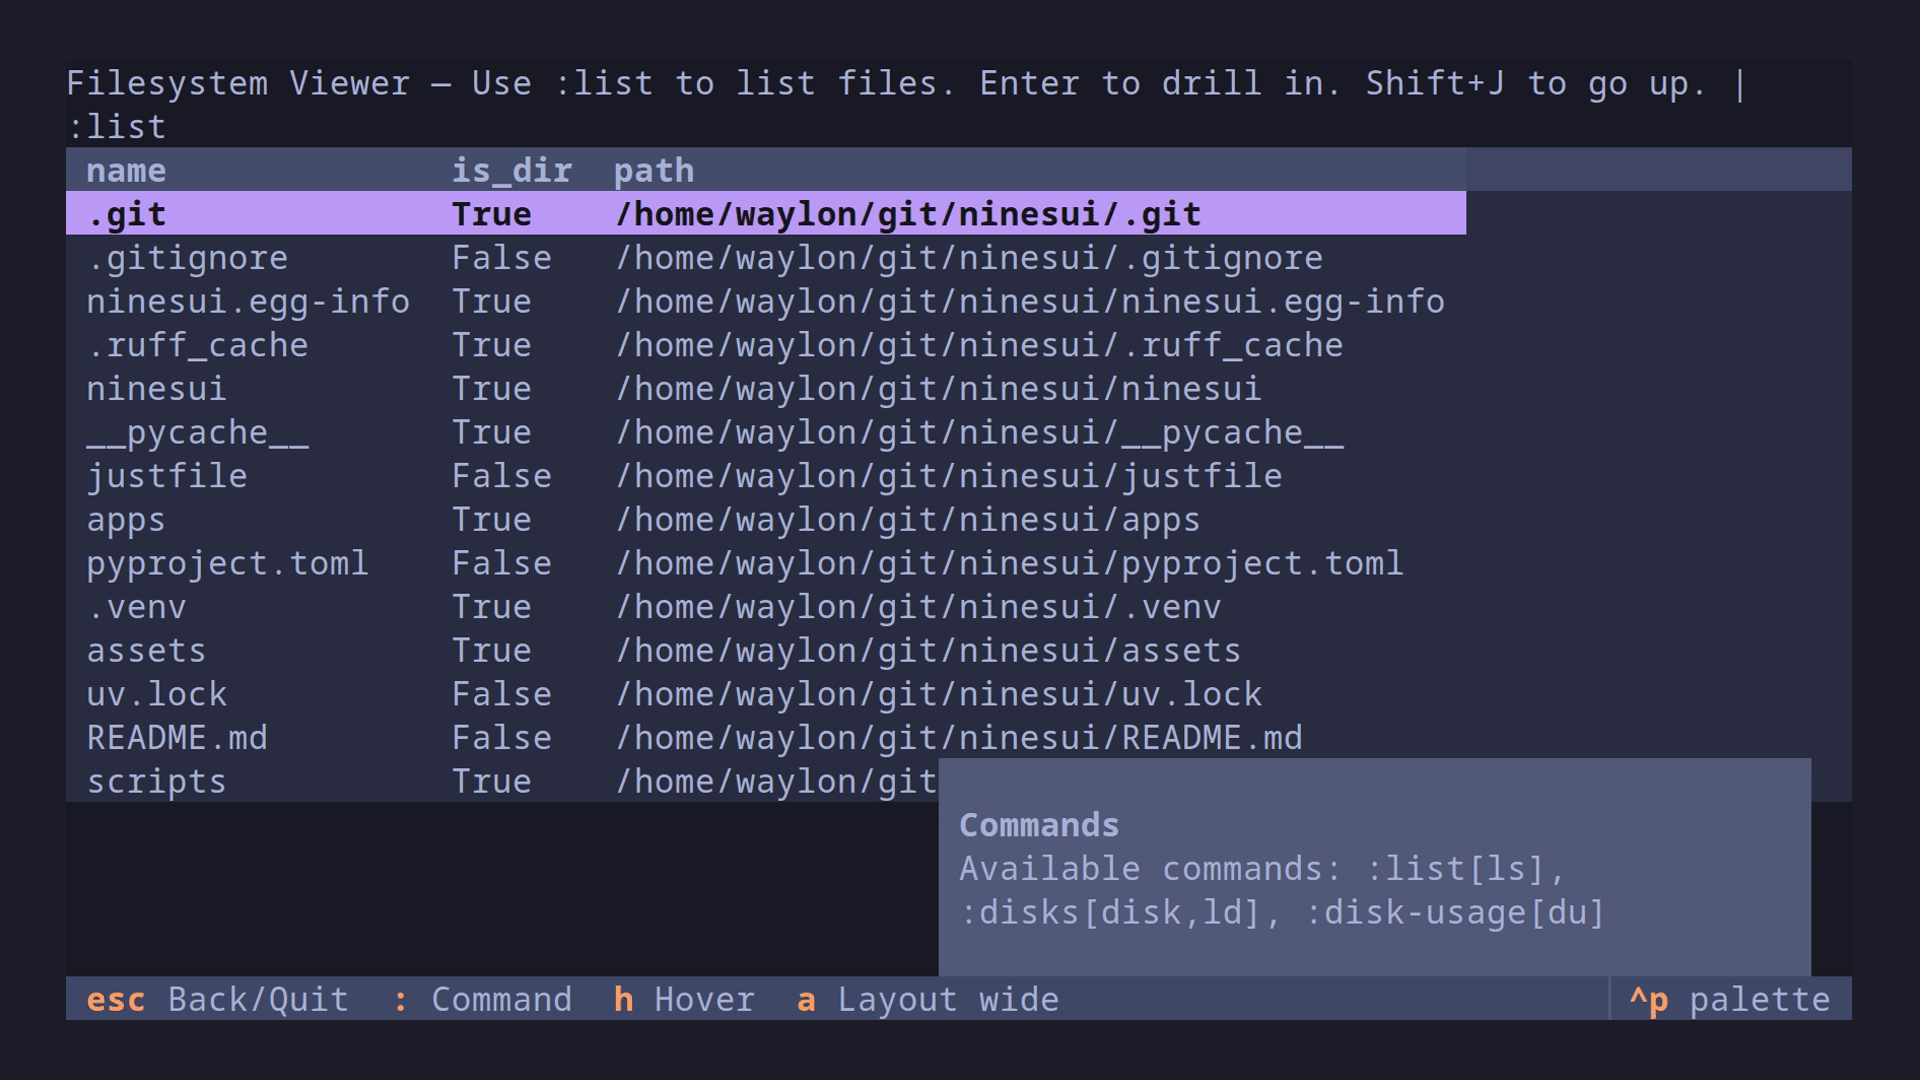 Filesystem Viewer — Use :list to list files. Enter to drill in. Shift+J to go up. |
:list
name is_dir path
.git True /home/waylon/git/ninesui/.git
.gitignore False /home/waylon/git/ninesui/.gitignore
ninesui.egg-info True /home/waylon/git/ninesui/ninesui.egg-info
.ruff_cache True /home/waylon/git/ninesui/.ruff_cache
ninesui True /home/waylon/git/ninesui/ninesui
__pycache__ True /home/waylon/git/ninesui/__pycache__
justfile False /home/waylon/git/ninesui/justfile
apps True /home/waylon/git/ninesui/apps
pyproject.toml False /home/waylon/git/ninesui/pyproject.toml
.venv True /home/waylon/git/ninesui/.venv
assets True /home/waylon/git/ninesui/assets
uv.lock False /home/waylon/git/ninesui/uv.lock
README.md False /home/waylon/git/ninesui/README.md
scripts True /home/waylon/git
Commands
Available commands: :list[ls],
:disks[disk,ld], :disk-usage[du]
esc Back/Quit : Command h Hover a Layout wide ^p palette